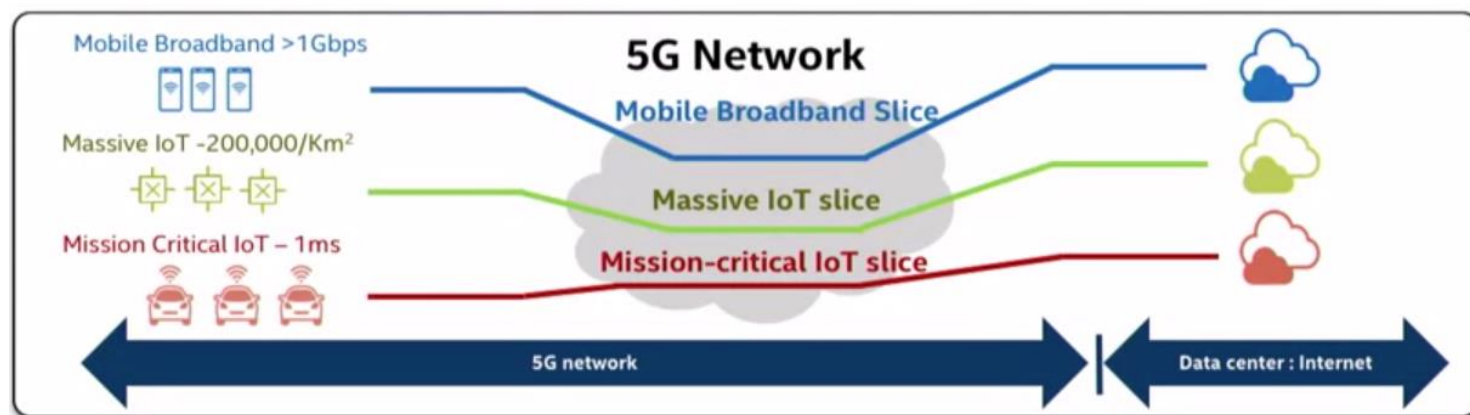 Mobile Broadband >1Gbps
5G Network
Mobile Broadband Slice
Massive IoT -200,000/Km²
Massive IoT slice
Mission Critical IoT – 1ms
Mission-critical IoT slice
5G network
Data center : Internet